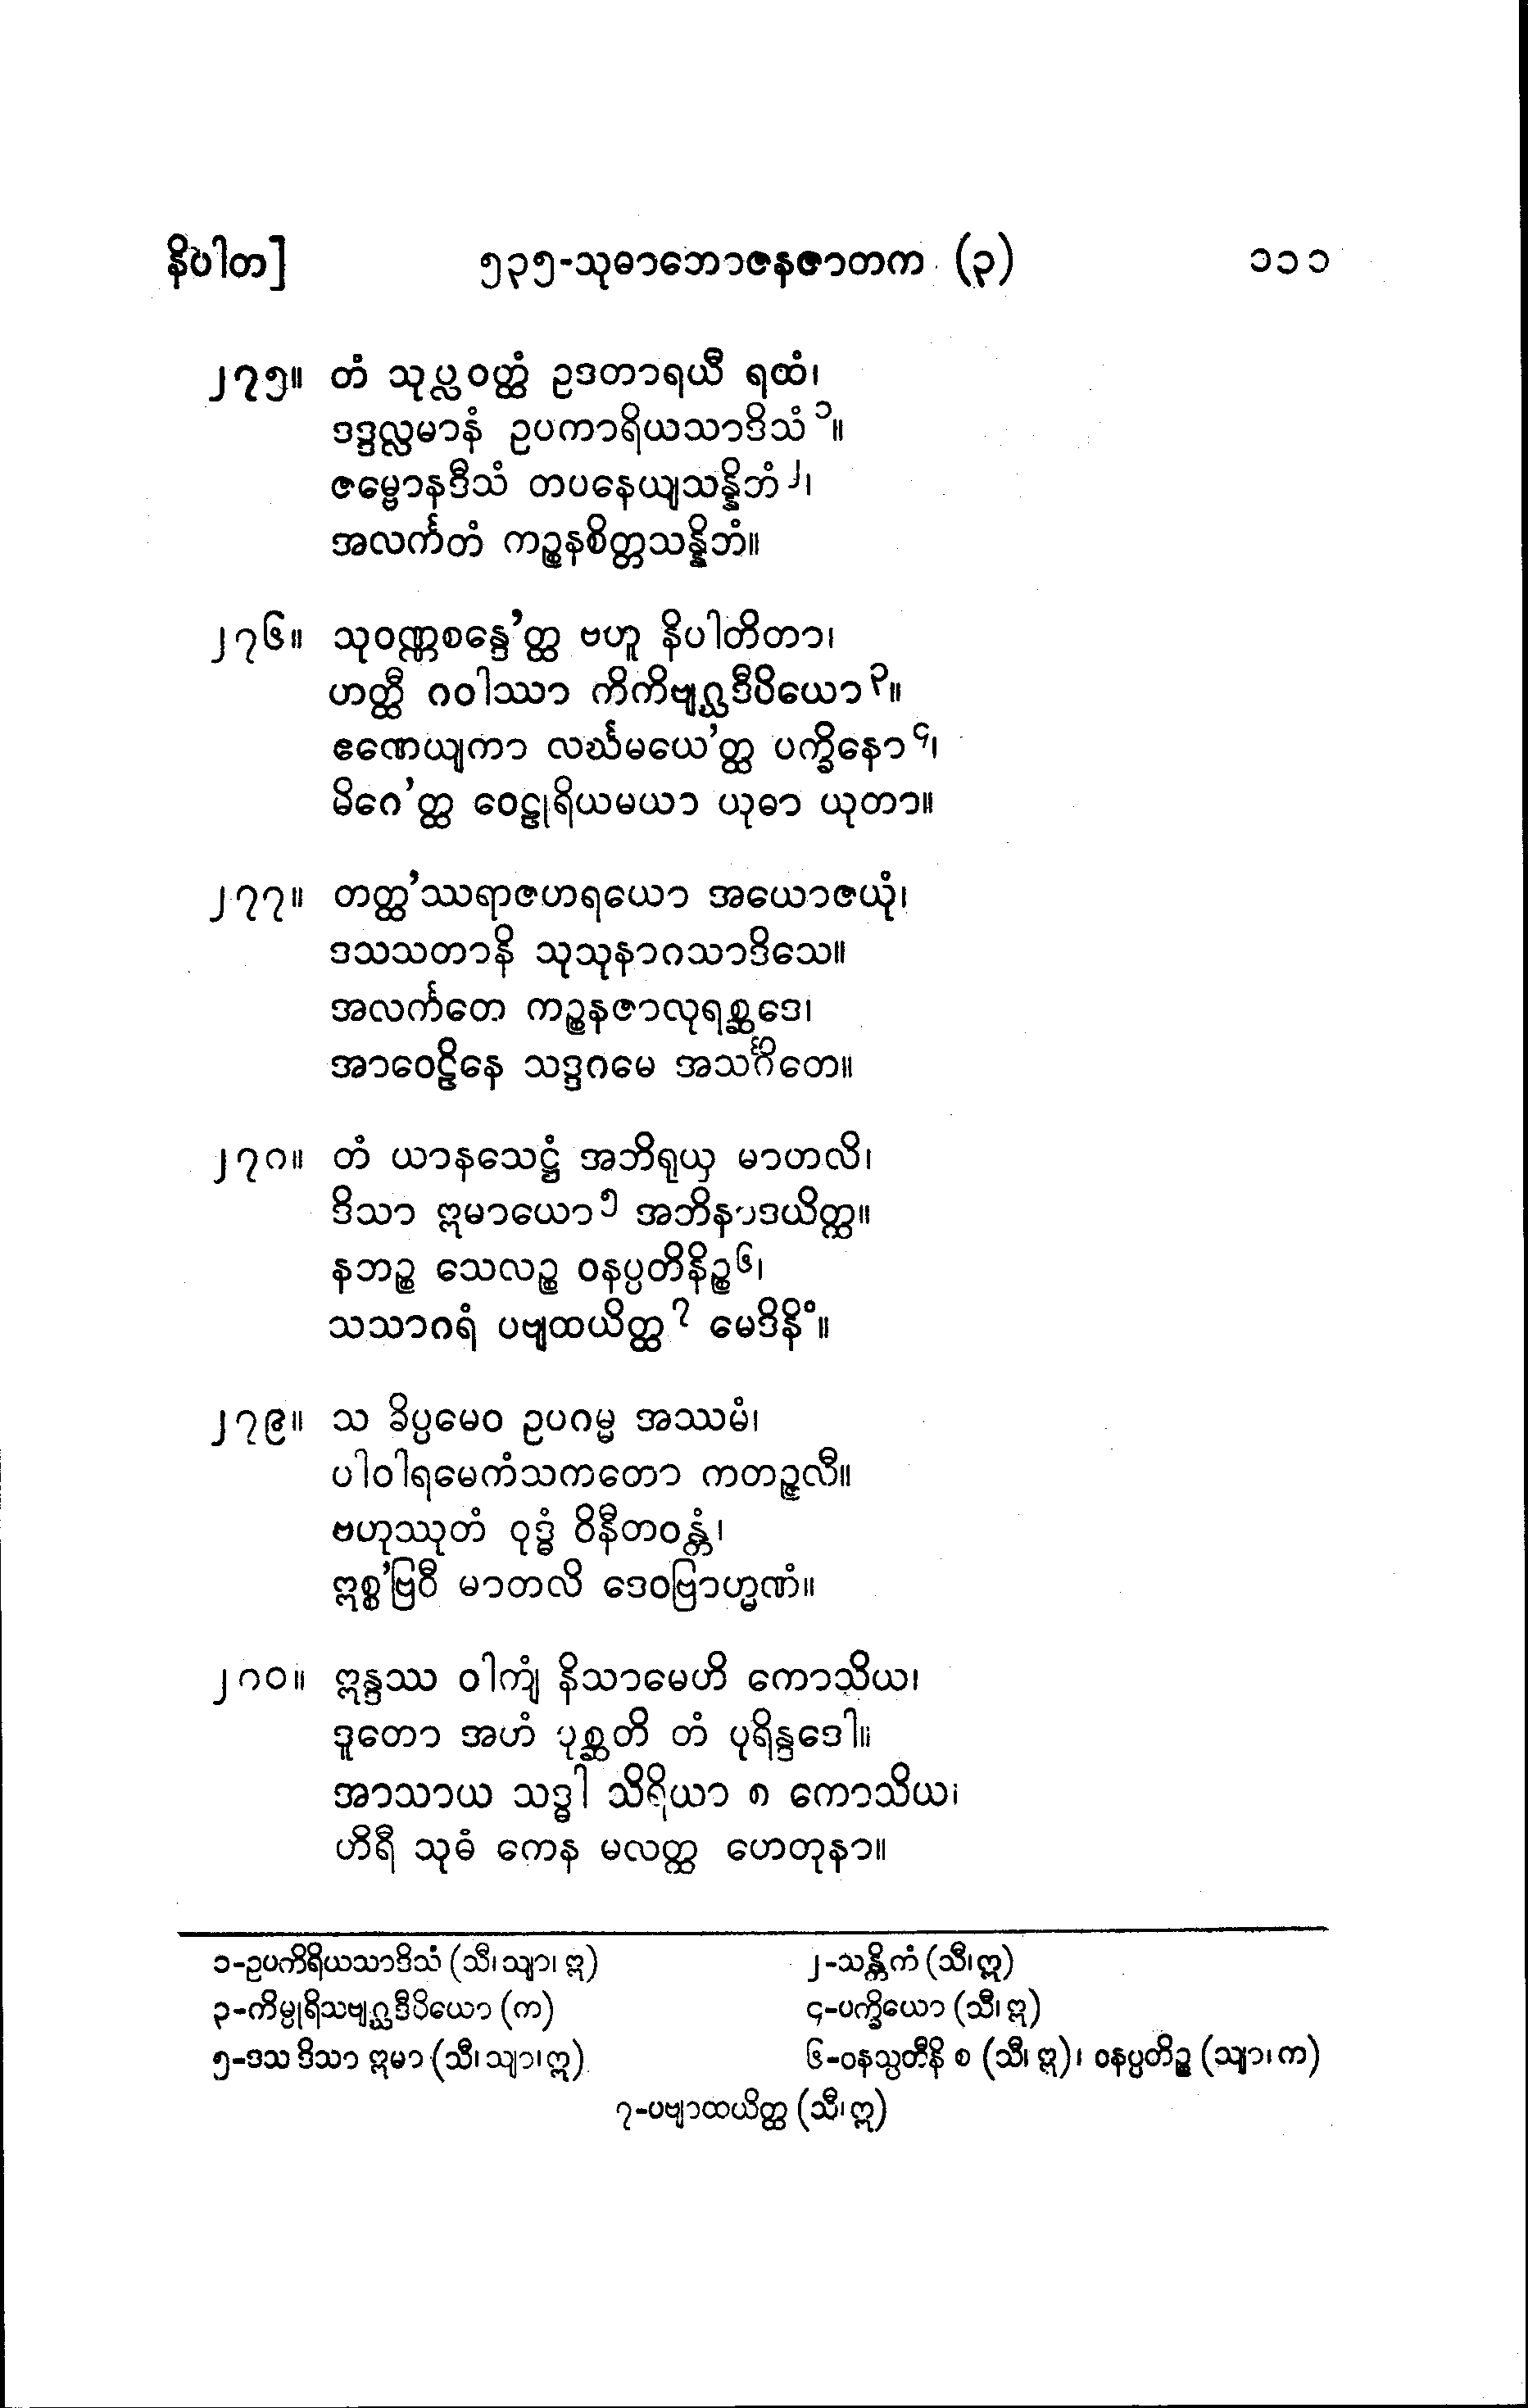 နိပါတ] ၅၃၅-သုဓာဘောဇနဇာတက (၃) ၁၁၁
၂၇၅။ တံ သုပ္လဝတ္ထံ ဥဒတာရယီ ရထံ၊
ဒဒ္ဒလ္လမာနံ ဥပကာရိယသာဒိသံ ၁။
ဇမ္ဗောနဒီသံ တပနေယျသန္နိဘံ ၂၊
အလင်္ကတံ ကဉ္စနစိတ္တသန္နိဘံ။
၂၇၆။ သုဝဏ္ဏစန္ဒေ'တ္ထ ဗဟူ နိပါတိတာ၊
ဟတ္ထီ ဂဝါဿာ ကိကိဗျဂ္ဃဒီပိယော ၃။
ဧဏေယျကာ လင်္ဃမယေ'တ္ထ ပက္ခိနော ၄၊
မိဂေ'တ္ထ ဝေဠုရိယမယာ ယုဓာ ယုတာ။
၂၇၇။ တတ္ထ'ဿရာဇဟရယော အယောဇယုံ၊
ဒသသတာနိ သုသုနာဂသာဒိသေ။
အလင်္ကတေ ကဉ္စနဇာလုရစ္ဆဒေ၊
အာဝေဠိနေ သဒ္ဒဂမေ အသင်္ဂိတေ။
၂၇၈။ တံ ယာနသေဋ္ဌံ အဘိရုယှ မာတလိ၊
ဒိသာ ဣမာယော ၅ အဘိနာဒယိတ္ထ။
နဘဉ္စ သေလဉ္စ ဝနပ္ပတိနိဉ္စ ၆၊
သသာဂရံ ပဗျထယိတ္ထ ၇ မေဒိနိံ။
၂၇၉။ သ ခိပ္ပမေဝ ဥပဂမ္မ အဿမံ၊
ပါဝါရမေကံသကတော ကတဉ္ဇလီ။
ဗဟုဿုတံ ဝုဒ္ဓံ ဝိနီတဝန္တံ၊
ဣစ္စ'ဗြဝီ မာတလိ ဒေဝဗြာဟ္မဏံ။
၂၈၀။ ဣန္ဒဿ ဝါကျံ နိသာမေဟိ ကောသိယ၊
ဒူတော အဟံ ပုစ္ဆတိ တံ ပုရိန္ဒဒေါ။
အာသာယ သဒ္ဓါ သိရိယာ စ ကောသိယ၊
ဟိရီ သုဓံ ကေန မလတ္ထ ဟေတုနာ။
၁-ဥပကိရိယသာဒိသံ (သီ၊ သျာ၊ ဣ) ၂-သန္တိကံ (သီ၊ ဣ)
၃-ကိမ္ပုရိသဗျဂ္ဃဒီပိယော (က) ၄-ပက္ခိယော (သီ၊ ဣ)
၅-ဒသ ဒိသာ ဣမာ (သီ၊ သျာ၊ ဣ) ၆-ဝနသ္ပတီနိ စ (သီ၊ ဣ)၊ ဝနပ္ပတိဉ္စ (သျာ၊ က)
၇-ပဗျာထယိတ္ထ (သီ၊ ဣ)